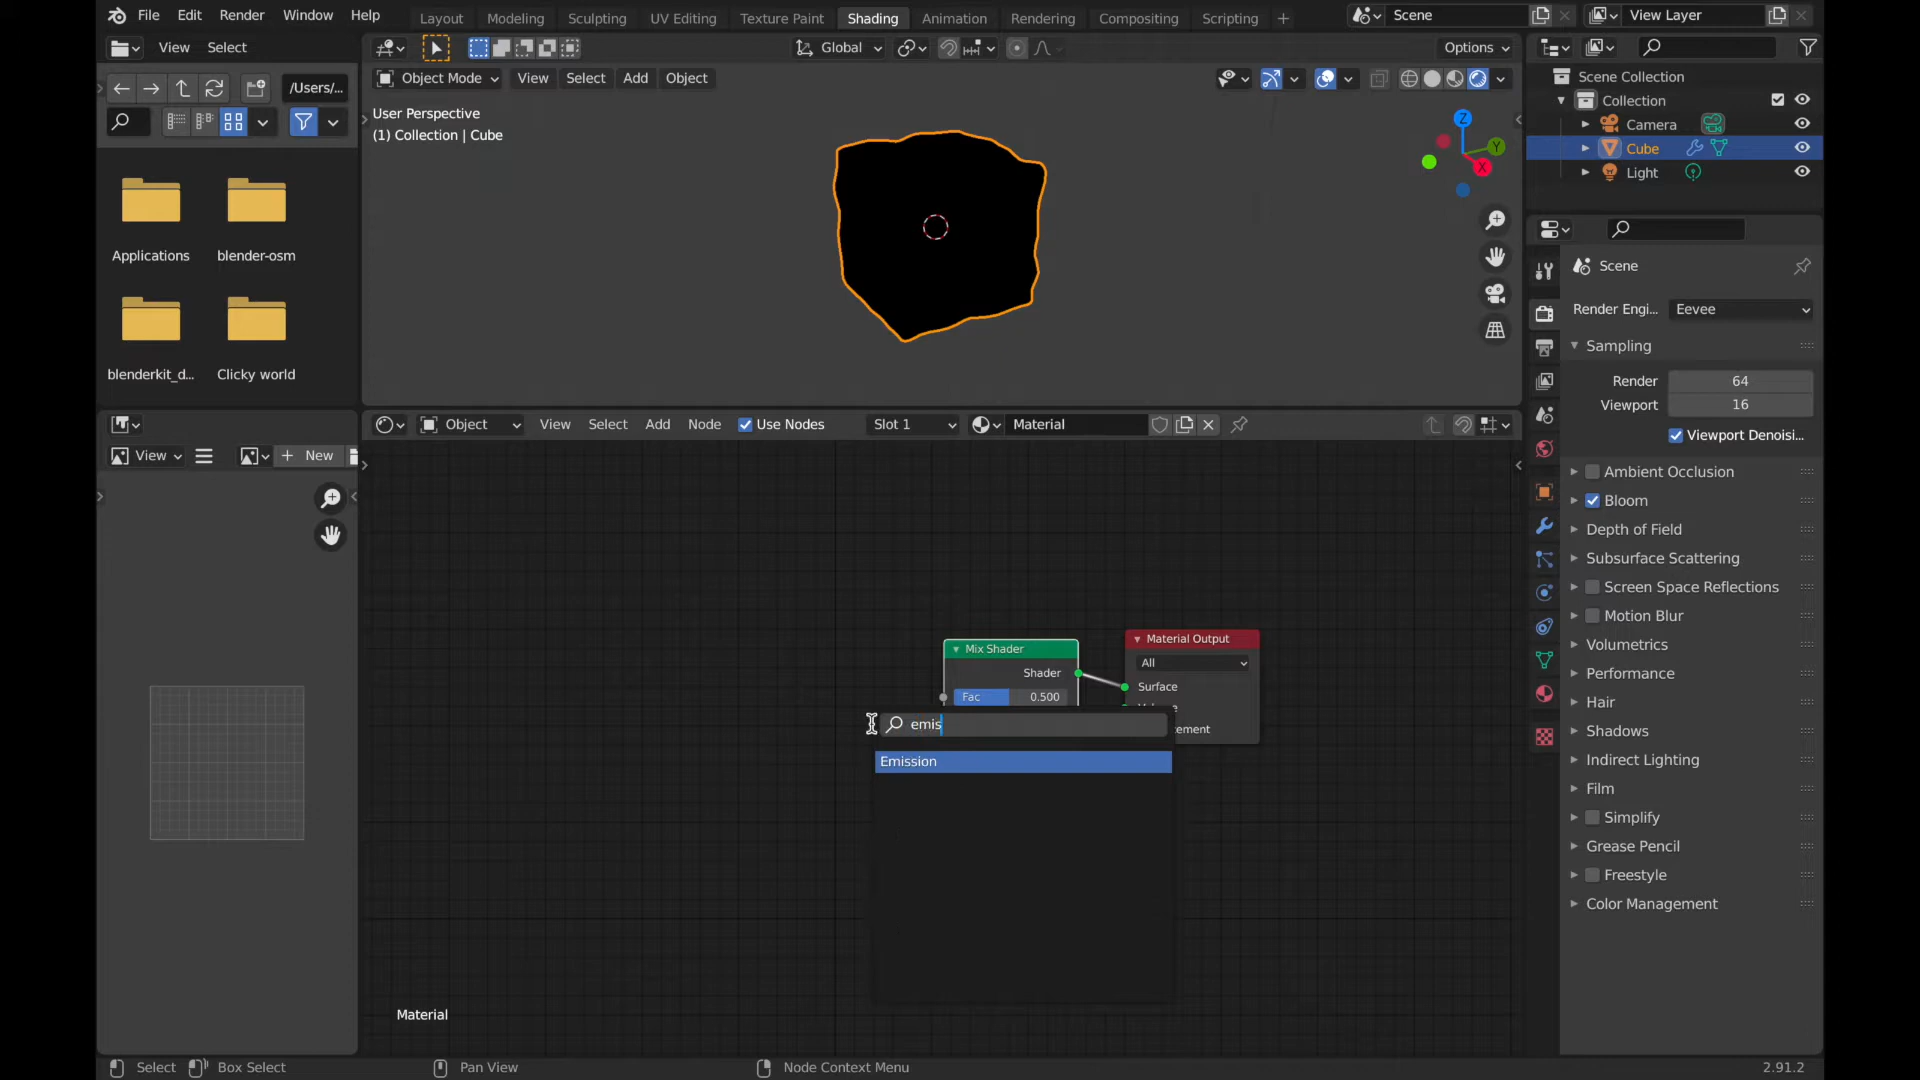 File Edit Render Window Help Layout Modeling Sculpting UV Editing Texture Paint Shading Animation Rendering Compositing Scripting + Scene View Layer
View Select Global Options
/Users/... Object Mode View Select Add Object
User Perspective
(1) Collection | Cube
Z
Y
X
Scene Collection
Collection
Camera
Cube
Light
Applications blender-osm
blenderkit_d... Clicky world
Scene
Render Engi... Eevee
Sampling
Render 64
Viewport 16
Viewport Denoisi...
Ambient Occlusion
Bloom
Depth of Field
Subsurface Scattering
Screen Space Reflections
Motion Blur
Volumetrics
Performance
Hair
Shadows
Indirect Lighting
Film
Simplify
Grease Pencil
Freestyle
Color Management
Object View Select Add Node Use Nodes Slot 1 Material
View + New
Mix Shader
Shader
Fac 0.500
Material Output
All
Surface
emis
Emission
Material
Select Box Select Pan View Node Context Menu 2.91.2